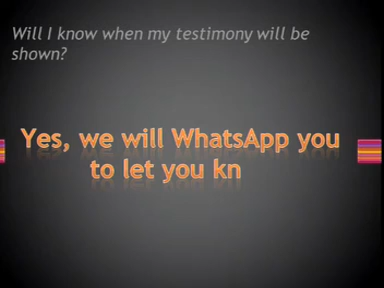 Will I know when my testimony will be
shown?
Yes, we will WhatsApp you
to let you kn